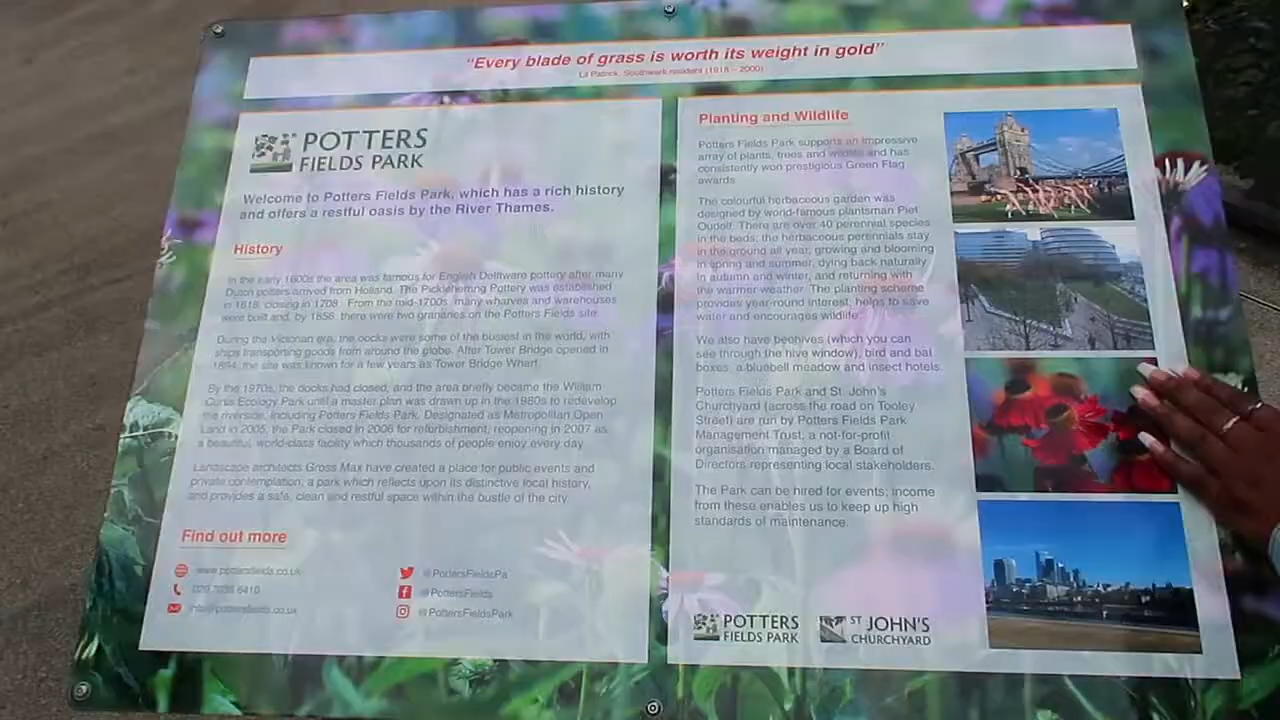 "Every blade of grass is worth its weight in gold"
Lil Patrick, Southwark resident (1918 – 2000)
POTTERS
FIELDS PARK
Welcome to Potters Fields Park, which has a rich history
and offers a restful oasis by the River Thames.
History
In the early 1600s the area was famous for English Delftware pottery after many
Dutch potters arrived from Holland. The Pickleherring Pottery was established
in 1618, closing in 1708. From the mid-1700s, many wharves and warehouses
were built and, by 1856, there were two granaries on the Potters Fields site.
During the Victorian era, the docks were some of the busiest in the world, with
ships transporting goods from around the globe. After Tower Bridge opened in
1894, the site was known for a few years as Tower Bridge Wharf.
By the 1970s, the docks had closed, and the area briefly became the William
Curtis Ecology Park until a master plan was drawn up in the 1980s to redevelop
the riverside, including Potters Fields Park. Designated as Metropolitan Open
Land in 2005, the Park closed in 2006 for refurbishment, reopening in 2007 as
a beautiful, world-class facility which thousands of people enjoy every day.
Landscape architects Gross Max have created a place for public events and
private contemplation; a park which reflects upon its distinctive local history,
and provides a safe, clean and restful space within the bustle of the city.
Find out more
www.pottersfields.co.uk
020 7036 6410
info@pottersfields.co.uk
@PottersFieldsPa
@PottersFields
@PottersFieldsPark
Planting and Wildlife
Potters Fields Park supports an impressive
array of plants, trees and wildlife and has
consistently won prestigious Green Flag
awards.
The colourful herbaceous garden was
designed by world-famous plantsman Piet
Oudolf. There are over 40 perennial species
in the beds; the herbaceous perennials stay
in the ground all year, growing and blooming
in spring and summer, dying back naturally
in autumn and winter, and returning with
the warmer weather. The planting scheme
provides year-round interest, helps to save
water and encourages wildlife.
We also have beehives (which you can
see through the hive window), bird and bat
boxes, a bluebell meadow and insect hotels.
Potters Fields Park and St. John's
Churchyard (across the road on Tooley
Street) are run by Potters Fields Park
Management Trust, a not-for-profit
organisation managed by a Board of
Directors representing local stakeholders.
The Park can be hired for events; income
from these enables us to keep up high
standards of maintenance.
POTTERS
FIELDS PARK
ST JOHN'S
CHURCHYARD